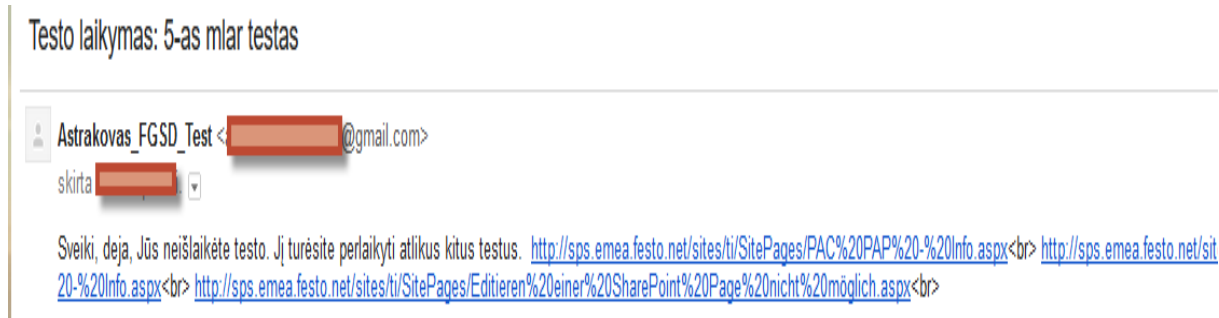 Testo laikymas: 5-as mlar testas
Astrakovas_FGSD_Test < @gmail.com>
skirta
Sveiki, deja, Jūs neišlaikėte testo. Jį turėsite perlaikyti atlikus kitus testus. http://sps.emea.festo.net/sites/ti/SitePages/PAC%20PAP%20-%20Info.aspx<br> http://sps.emea.festo.net/sit
20-%20Info.aspx<br> http://sps.emea.festo.net/sites/ti/SitePages/Editieren%20einer%20SharePoint%20Page%20nicht%20möglich.aspx<br>